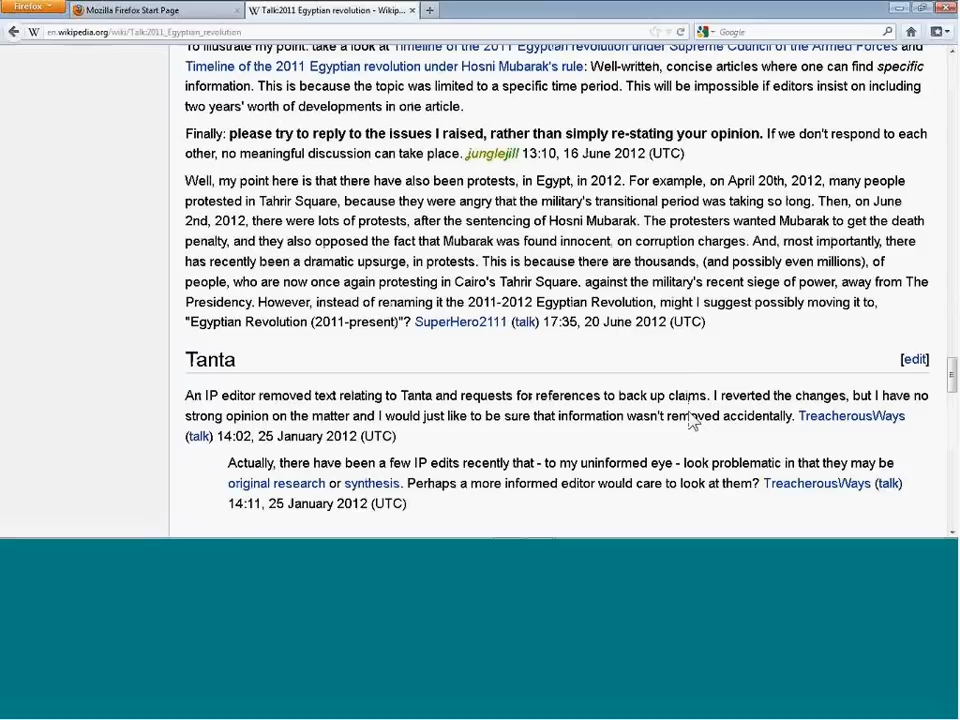 Firefox
Mozilla Firefox Start Page
W Talk:2011 Egyptian revolution - Wikip...
W en.wikipedia.org/wiki/Talk:2011_Egyptian_revolution
Google
To illustrate my point: take a look at Timeline of the 2011 Egyptian revolution under Supreme Council of the Armed Forces and
Timeline of the 2011 Egyptian revolution under Hosni Mubarak's rule: Well-written, concise articles where one can find specific
information. This is because the topic was limited to a specific time period. This will be impossible if editors insist on including
two years' worth of developments in one article.
Finally: please try to reply to the issues I raised, rather than simply re-stating your opinion. If we don't respond to each
other, no meaningful discussion can take place. junglejill 13:10, 16 June 2012 (UTC)
Well, my point here is that there have also been protests, in Egypt, in 2012. For example, on April 20th, 2012, many people
protested in Tahrir Square, because they were angry that the military's transitional period was taking so long. Then, on June
2nd, 2012, there were lots of protests, after the sentencing of Hosni Mubarak. The protesters wanted Mubarak to get the death
penalty, and they also opposed the fact that Mubarak was found innocent, on corruption charges. And, most importantly, there
has recently been a dramatic upsurge, in protests. This is because there are thousands, (and possibly even millions), of
people, who are now once again protesting in Cairo's Tahrir Square. against the military's recent siege of power, away from The
Presidency. However, instead of renaming it the 2011-2012 Egyptian Revolution, might I suggest possibly moving it to,
"Egyptian Revolution (2011-present)"? SuperHero2111 (talk) 17:35, 20 June 2012 (UTC)
Tanta [edit]
An IP editor removed text relating to Tanta and requests for references to back up claims. I reverted the changes, but I have no
strong opinion on the matter and I would just like to be sure that information wasn't removed accidentally. TreacherousWays
(talk) 14:02, 25 January 2012 (UTC)
Actually, there have been a few IP edits recently that - to my uninformed eye - look problematic in that they may be
original research or synthesis. Perhaps a more informed editor would care to look at them? TreacherousWays (talk)
14:11, 25 January 2012 (UTC)